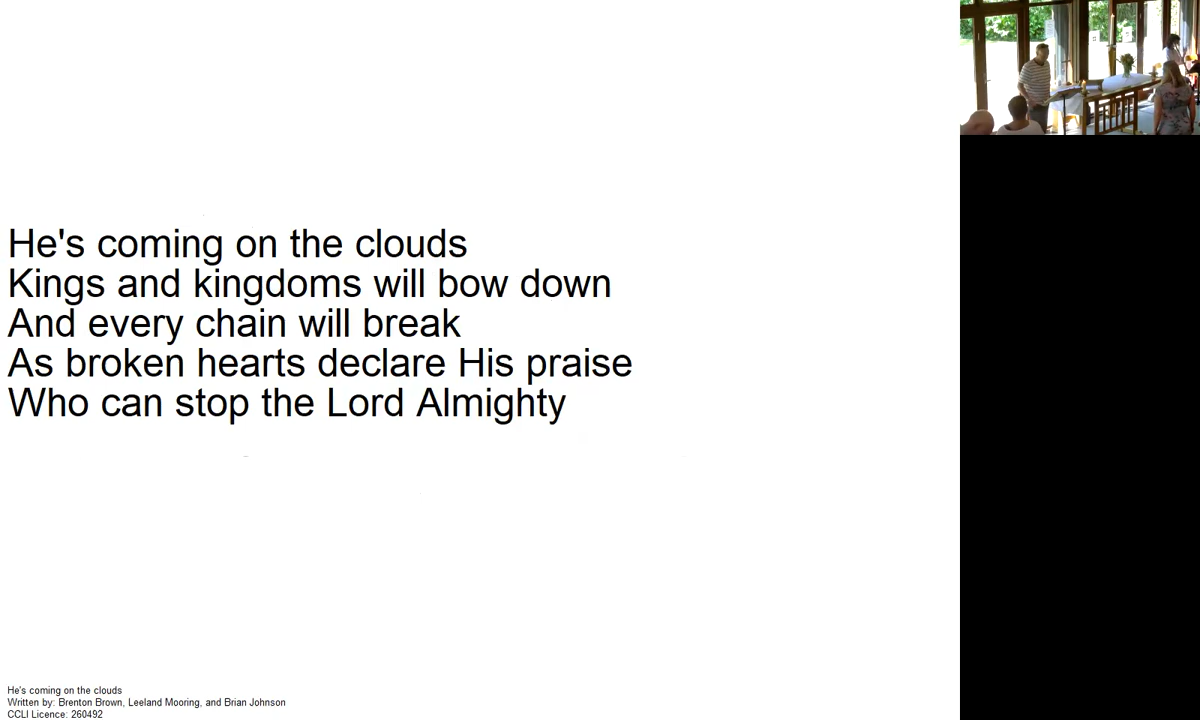 He's coming on the clouds
Kings and kingdoms will bow down
And every chain will break
As broken hearts declare His praise
Who can stop the Lord Almighty
He's coming on the clouds
Written by: Brenton Brown, Leeland Mooring, and Brian Johnson
CCLI Licence: 260492